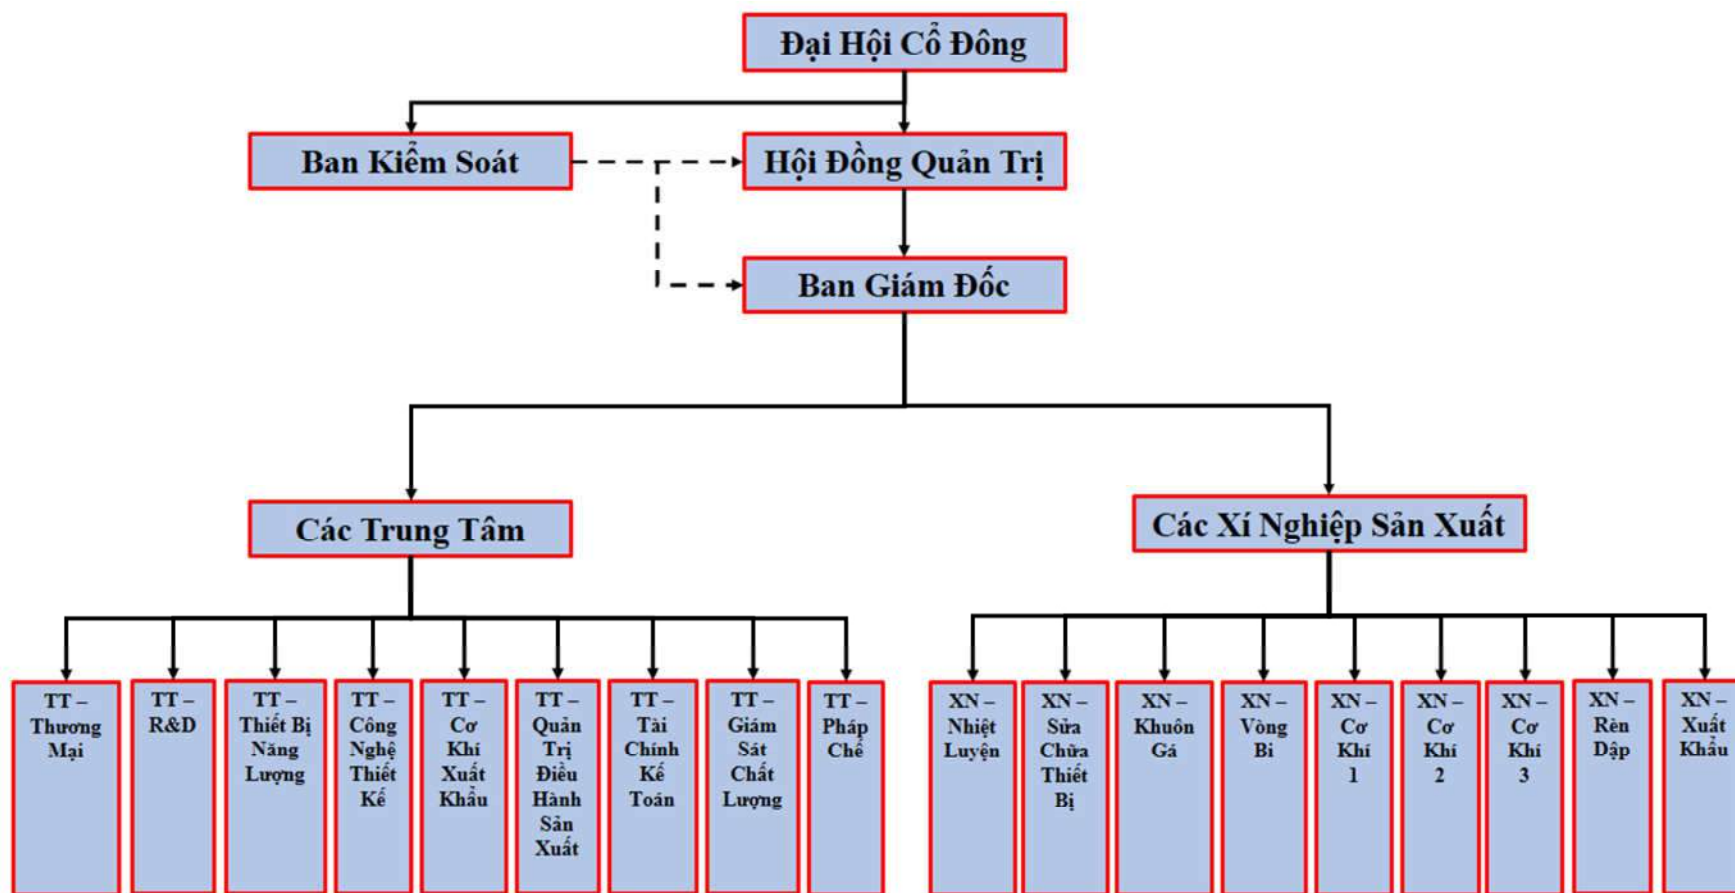 Đại Hội Cổ Đông
Ban Kiểm Soát
Hội Đồng Quản Trị
Ban Giám Đốc
Các Trung Tâm
Các Xí Nghiệp Sản Xuất
TT –
Thương
Mại
TT –
R&D
TT –
Thiết Bị
Năng
Lượng
TT –
Công
Nghệ
Thiết
Kế
TT –
Cơ
Khí
Xuất
Khẩu
TT –
Quản
Trị
Điều
Hành
Sản
Xuất
TT –
Tài
Chính
Kế
Toán
TT –
Giám
Sát
Chất
Lượng
TT –
Pháp
Chế
XN –
Nhiệt
Luyện
XN –
Sửa
Chữa
Thiết
Bị
XN –
Khuôn
Gá
XN –
Vòng
Bi
XN –
Cơ
Khí
1
XN –
Cơ
Khí
2
XN –
Cơ
Khí
3
XN –
Rèn
Dập
XN –
Xuất
Khẩu